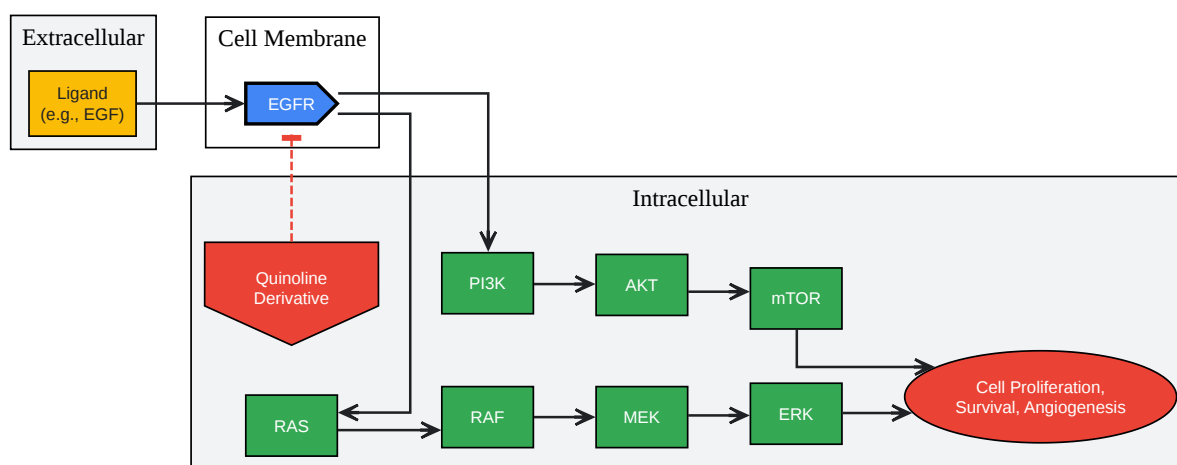 Extracellular
Cell Membrane
Ligand
(e.g., EGF)
EGFR
Intracellular
Quinoline
Derivative
PI3K
AKT
mTOR
RAS
RAF
MEK
ERK
Cell Proliferation,
Survival, Angiogenesis